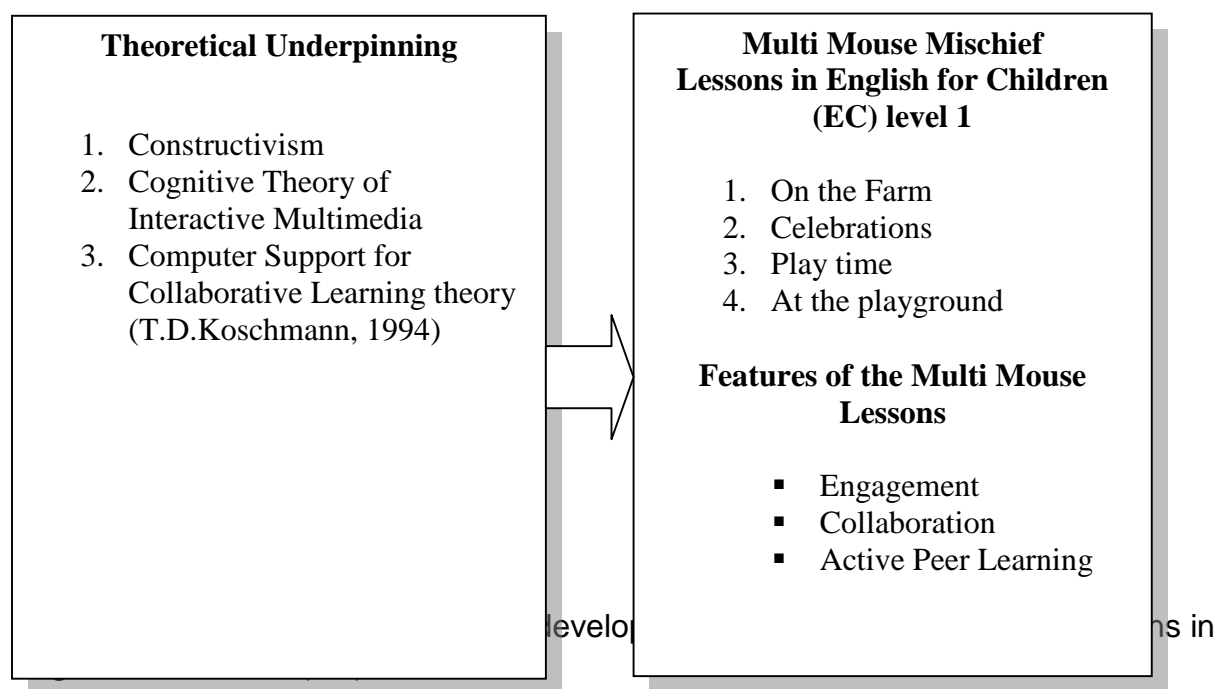 Theoretical Underpinning
1. Constructivism
2. Cognitive Theory of
Interactive Multimedia
3. Computer Support for
Collaborative Learning theory
(T.D.Koschmann, 1994)
Multi Mouse Mischief
Lessons in English for Children
(EC) level 1
1. On the Farm
2. Celebrations
3. Play time
4. At the playground
Features of the Multi Mouse
Lessons
▪ Engagement
▪ Collaboration
▪ Active Peer Learning
in